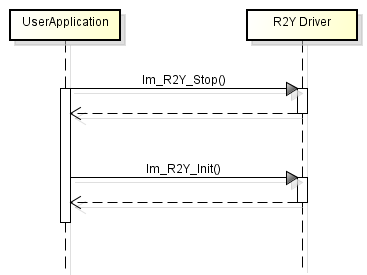 UserApplication
R2Y Driver
Im_R2Y_Stop()
Im_R2Y_Init()